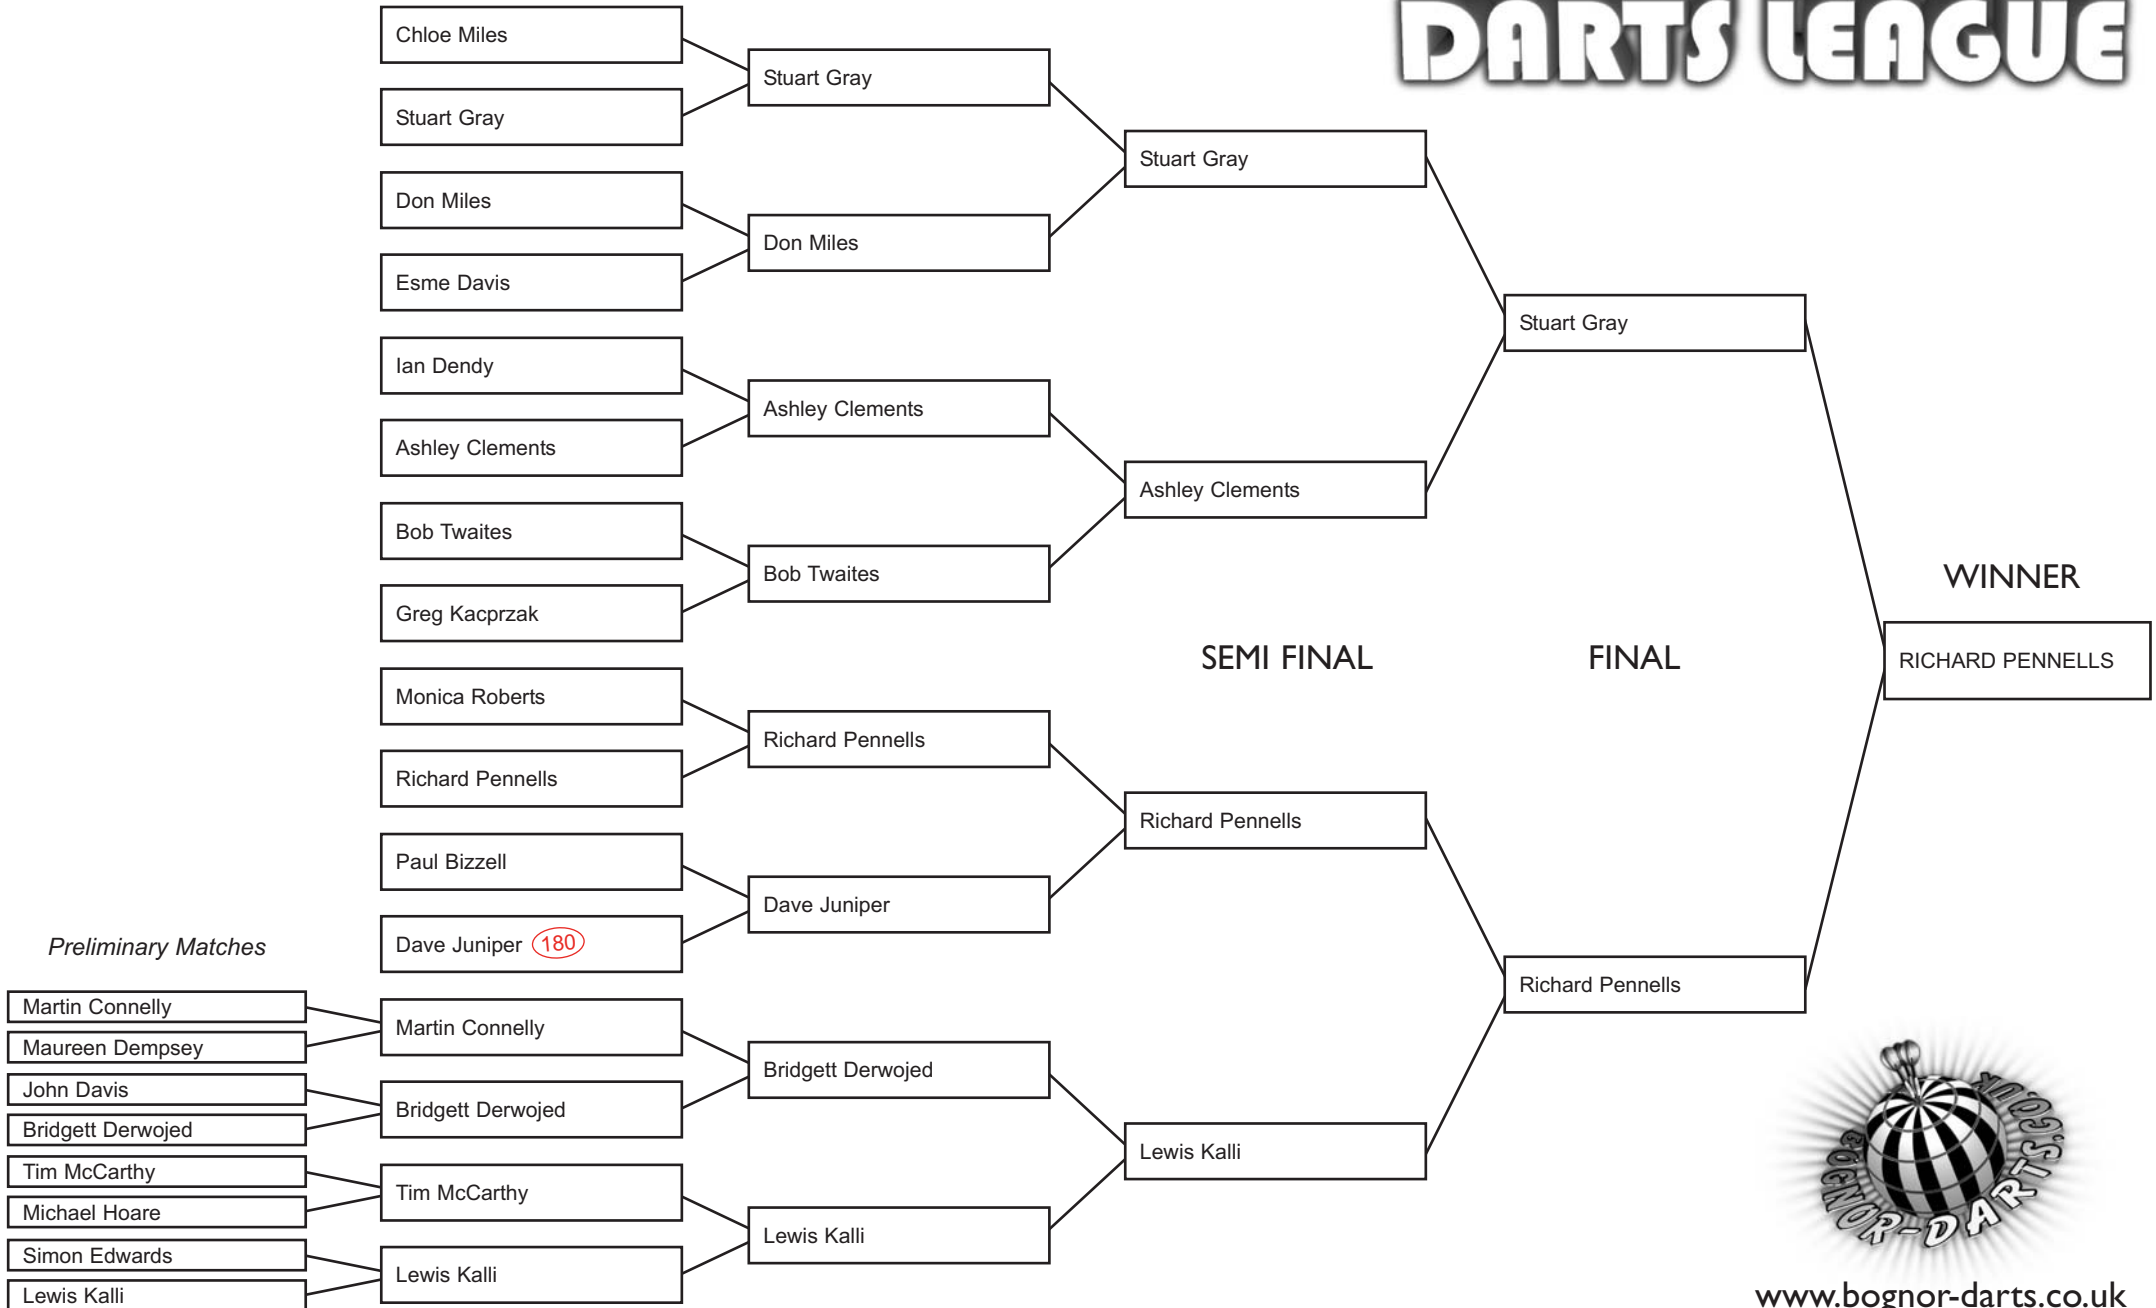 DARTS LEAGUE
Chloe Miles
Stuart Gray
Don Miles
Esme Davis
Ian Dendy
Ashley Clements
Bob Twaites
Greg Kacprzak
Monica Roberts
Richard Pennells
Paul Bizzell
Dave Juniper 180
Preliminary Matches
Martin Connelly
Maureen Dempsey
John Davis
Bridgett Derwojed
Tim McCarthy
Michael Hoare
Simon Edwards
Lewis Kalli
Martin Connelly
Bridgett Derwojed
Tim McCarthy
Lewis Kalli
Stuart Gray
Don Miles
Ashley Clements
Bob Twaites
Richard Pennells
Dave Juniper
Bridgett Derwojed
Lewis Kalli
Stuart Gray
Ashley Clements
SEMI FINAL
Richard Pennells
Lewis Kalli
Stuart Gray
FINAL
Richard Pennells
WINNER
RICHARD PENNELLS
BOGNOR-DARTS.CO.UK
www.bognor-darts.co.uk